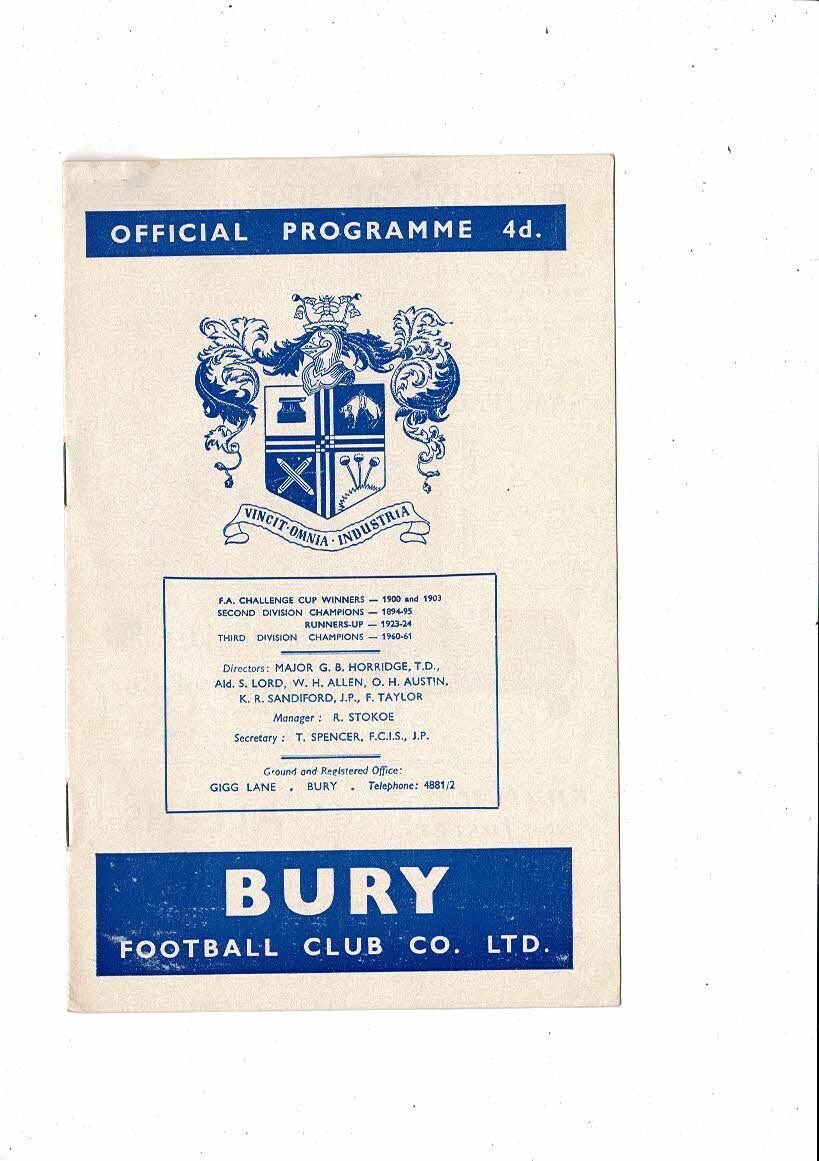 OFFICIAL PROGRAMME 4d.
VINCIT · OMNIA · INDUSTRIA
F.A. CHALLENGE CUP WINNERS — 1900 and 1903
SECOND DIVISION CHAMPIONS — 1894-95
RUNNERS-UP — 1923-24
THIRD DIVISION CHAMPIONS — 1960-61
Directors: MAJOR G. B. HORRIDGE, T.D.,
Ald. S. LORD, W. H. ALLEN, O. H. AUSTIN,
K. R. SANDIFORD, J.P., F. TAYLOR
Manager : R. STOKOE
Secretary : T. SPENCER, F.C.I.S., J.P.
Ground and Registered Office:
GIGG LANE . BURY . Telephone: 4881/2
BURY
FOOTBALL CLUB CO. LTD.